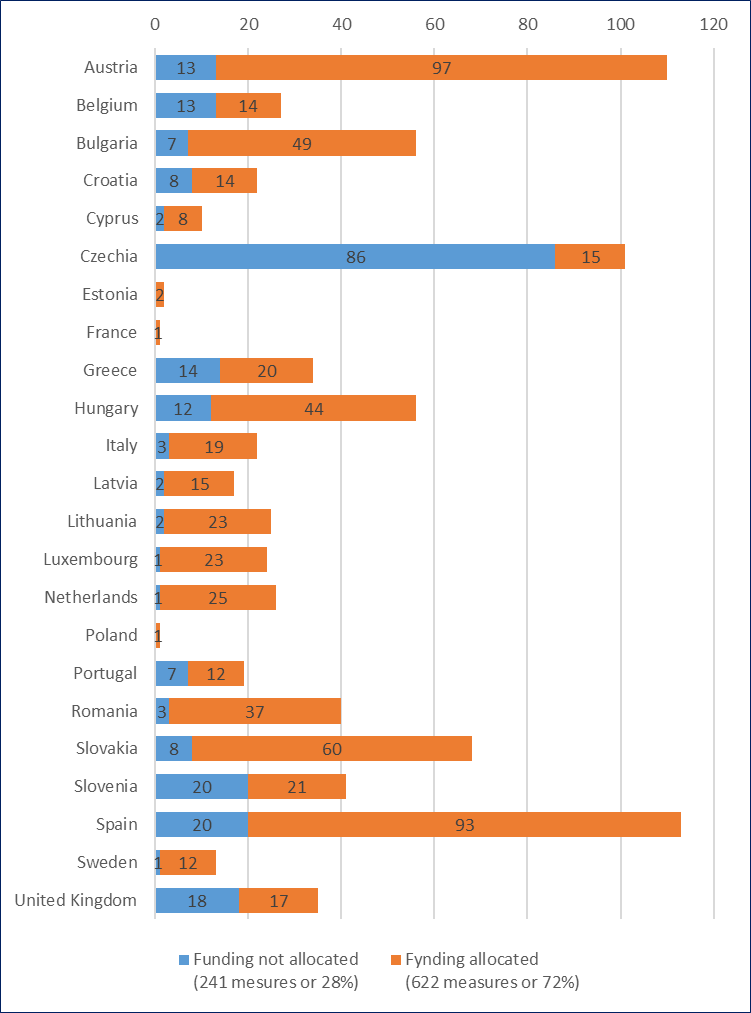 0 20 40 60 80 100 120
Austria 13 97
Belgium 13 14
Bulgaria 7 49
Croatia 8 14
Cyprus 2 8
Czechia 86 15
Estonia 2
France 1
Greece 14 20
Hungary 12 44
Italy 3 19
Latvia 2 15
Lithuania 2 23
Luxembourg 1 23
Netherlands 1 25
Poland 1
Portugal 7 12
Romania 3 37
Slovakia 8 60
Slovenia 20 21
Spain 20 93
Sweden 1 12
United Kingdom 18 17
Funding not allocated
(241 mesures or 28%)
Fynding allocated
(622 measures or 72%)